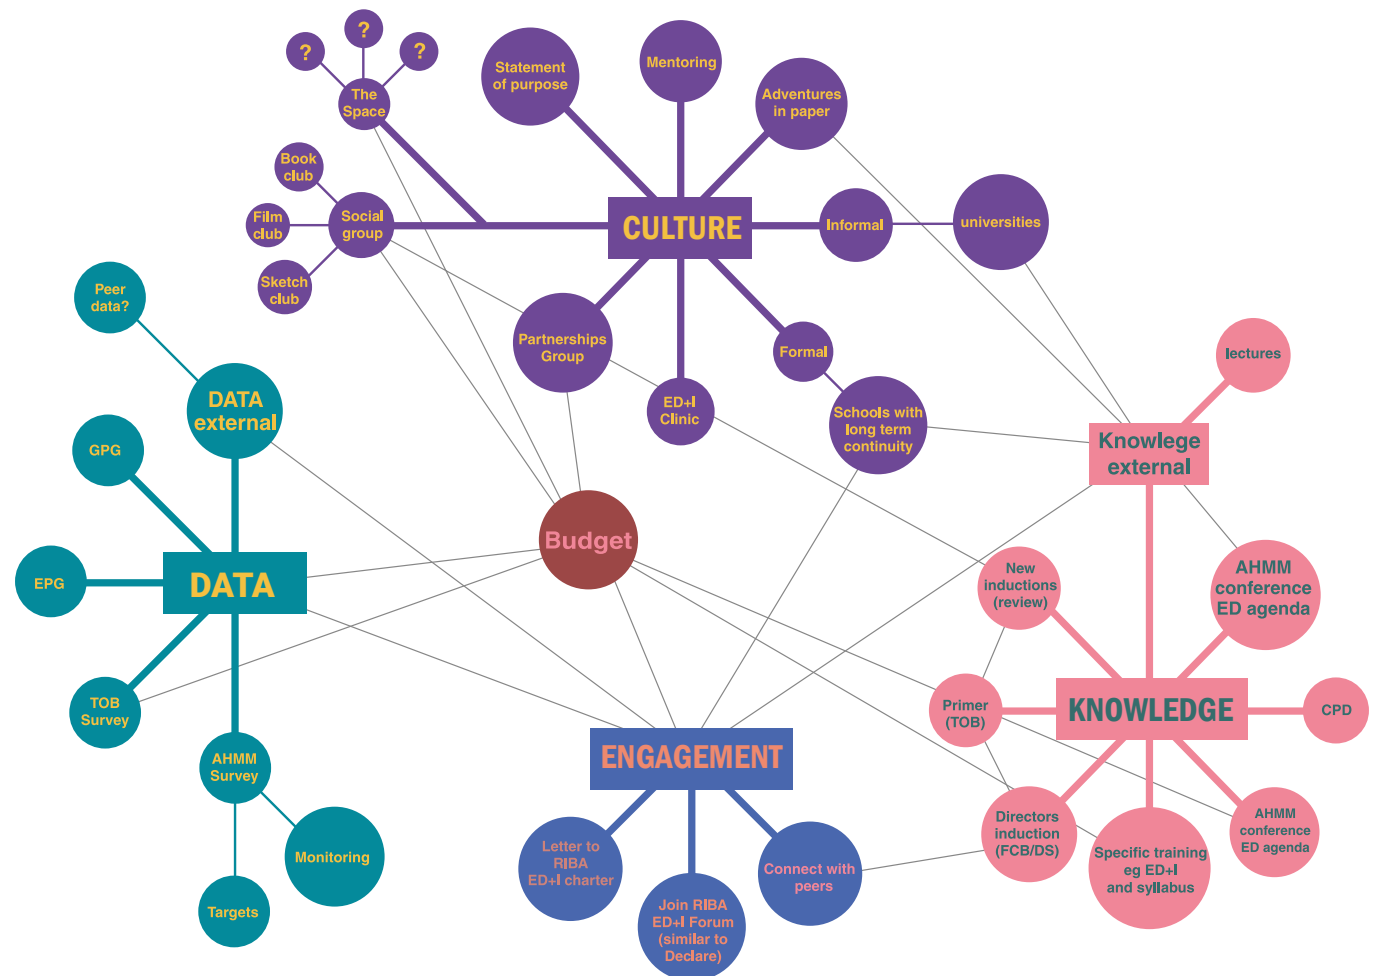 ?
?
?
The
Space
Statement
of purpose
Mentoring
Adventures
in paper
Book
club
Film
club
Sketch
club
Social
group
CULTURE
Informal
universities
Partnerships
Group
ED+I
Clinic
Formal
Schools with
long term
continuity
Peer
data?
DATA
external
GPG
EPG
DATA
TOB
Survey
AHMM
Survey
Monitoring
Targets
Budget
lectures
Knowlege
external
New
inductions
(review)
AHMM
conference
ED agenda
Primer
(TOB)
KNOWLEDGE
CPD
Directors
induction
(FCB/DS)
Specific training
eg ED+I
and syllabus
AHMM
conference
ED agenda
ENGAGEMENT
Letter to
RIBA
ED+I charter
Join RIBA
ED+I Forum
(similar to
Declare)
Connect with
peers